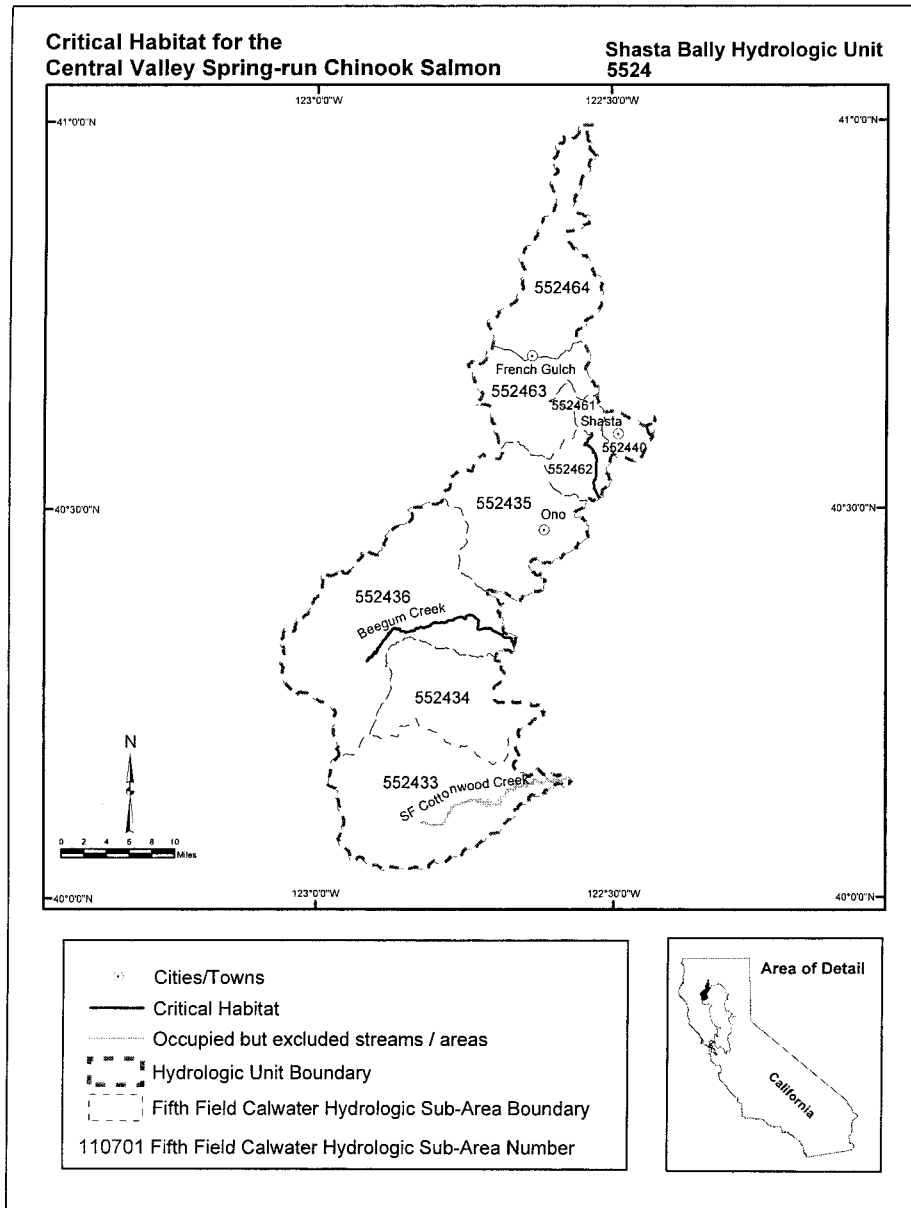 Critical Habitat for the
Central Valley Spring-run Chinook Salmon
Shasta Bally Hydrologic Unit
5524
123°0'0"W
122°30'0"W
41°0'0"N
41°0'0"N
552464
French Gulch
552463
552461
Shasta
552440
552462
552435
40°30'0"N
40°30'0"N
Ono
552436
Beegum Creek
552434
N
552433
SF Cottonwood Creek
0 2 4 6 8 10
Miles
40°0'0"N
40°0'0"N
123°0'0"W
122°30'0"W
Cities/Towns
Critical Habitat
Occupied but excluded streams / areas
Hydrologic Unit Boundary
Fifth Field Calwater Hydrologic Sub-Area Boundary
110701 Fifth Field Calwater Hydrologic Sub-Area Number
Area of Detail
California